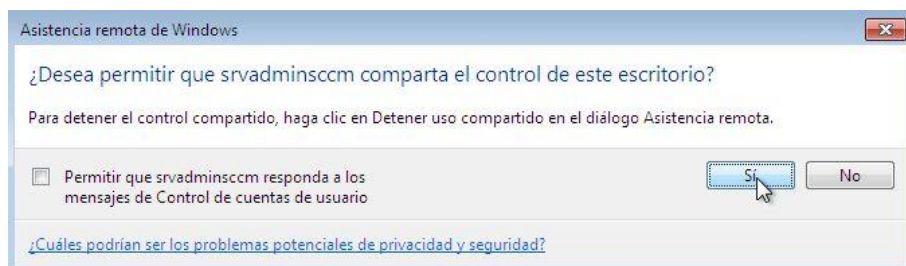 Asistencia remota de Windows
¿Desea permitir que srvadminsccm comparta el control de este escritorio?
Para detener el control compartido, haga clic en Detener uso compartido en el diálogo Asistencia remota.
Permitir que srvadminsccm responda a los
mensajes de Control de cuentas de usuario
Sí
No
¿Cuáles podrían ser los problemas potenciales de privacidad y seguridad?